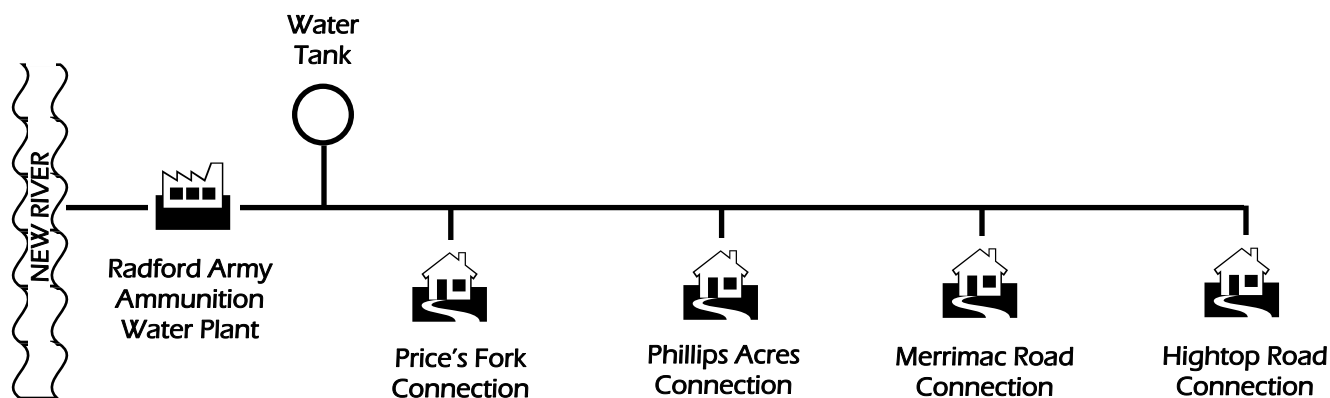 Water
Tank
NEW RIVER
Radford Army
Ammunition
Water Plant
Price's Fork
Connection
Phillips Acres
Connection
Merrimac Road
Connection
Hightop Road
Connection